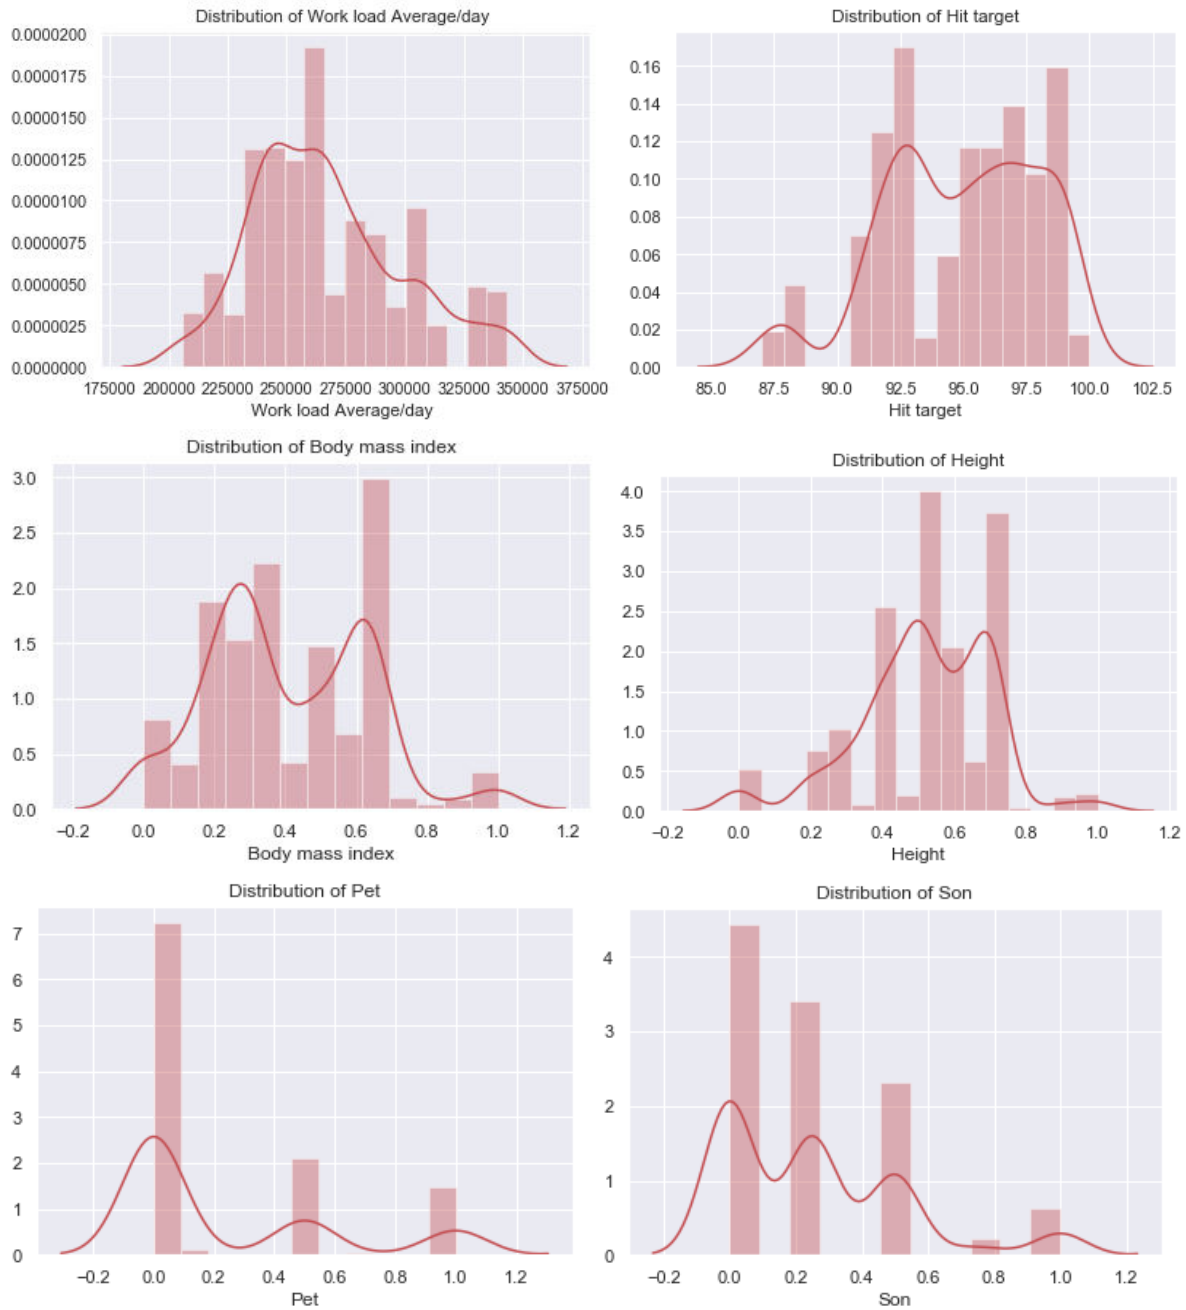 Distribution of Work load Average/day
0.0000200
0.0000175
0.0000150
0.0000125
0.0000100
0.0000075
0.0000050
0.0000025
0.0000000
175000 200000 225000 250000 275000 300000 325000 350000 375000
Work load Average/day
Distribution of Hit target
0.16
0.14
0.12
0.10
0.08
0.06
0.04
0.02
0.00
85.0 87.5 90.0 92.5 95.0 97.5 100.0 102.5
Hit target
Distribution of Body mass index
3.0
2.5
2.0
1.5
1.0
0.5
0.0
−0.2 0.0 0.2 0.4 0.6 0.8 1.0 1.2
Body mass index
Distribution of Height
4.0
3.5
3.0
2.5
2.0
1.5
1.0
0.5
0.0
−0.2 0.0 0.2 0.4 0.6 0.8 1.0 1.2
Height
Distribution of Pet
7
6
5
4
3
2
1
0
−0.2 0.0 0.2 0.4 0.6 0.8 1.0 1.2
Pet
Distribution of Son
4
3
2
1
0
−0.2 0.0 0.2 0.4 0.6 0.8 1.0 1.2
Son